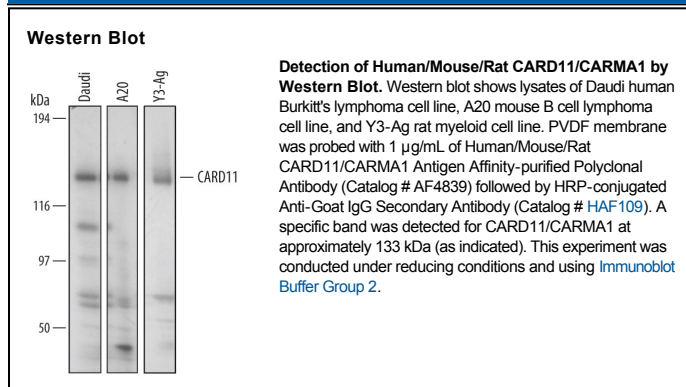 Western Blot
kDa
Daudi
A20
Y3-Ag
194
CARD11
116
97
50
Detection of Human/Mouse/Rat CARD11/CARMA1 by
Western Blot. Western blot shows lysates of Daudi human
Burkitt's lymphoma cell line, A20 mouse B cell lymphoma
cell line, and Y3-Ag rat myeloid cell line. PVDF membrane
was probed with 1 µg/mL of Human/Mouse/Rat
CARD11/CARMA1 Antigen Affinity-purified Polyclonal
Antibody (Catalog # AF4839) followed by HRP-conjugated
Anti-Goat IgG Secondary Antibody (Catalog # HAF109). A
specific band was detected for CARD11/CARMA1 at
approximately 133 kDa (as indicated). This experiment was
conducted under reducing conditions and using Immunoblot
Buffer Group 2.